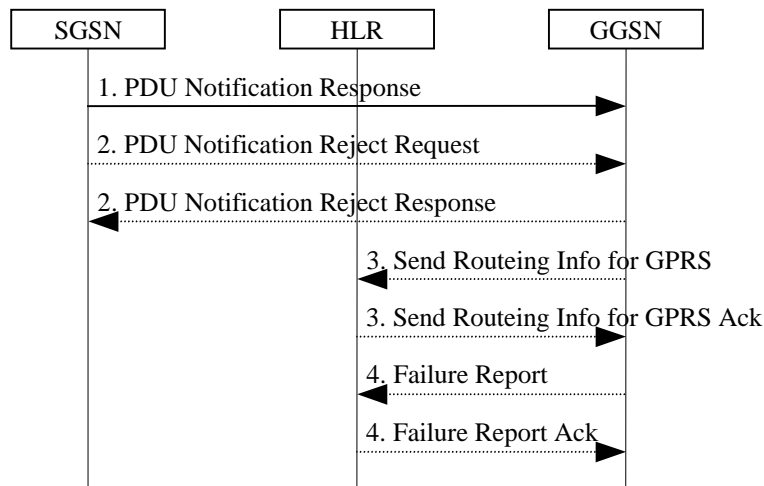 SGSN
HLR
GGSN
1. PDU Notification Response
2. PDU Notification Reject Request
2. PDU Notification Reject Response
3. Send Routeing Info for GPRS
3. Send Routeing Info for GPRS Ack
4. Failure Report
4. Failure Report Ack